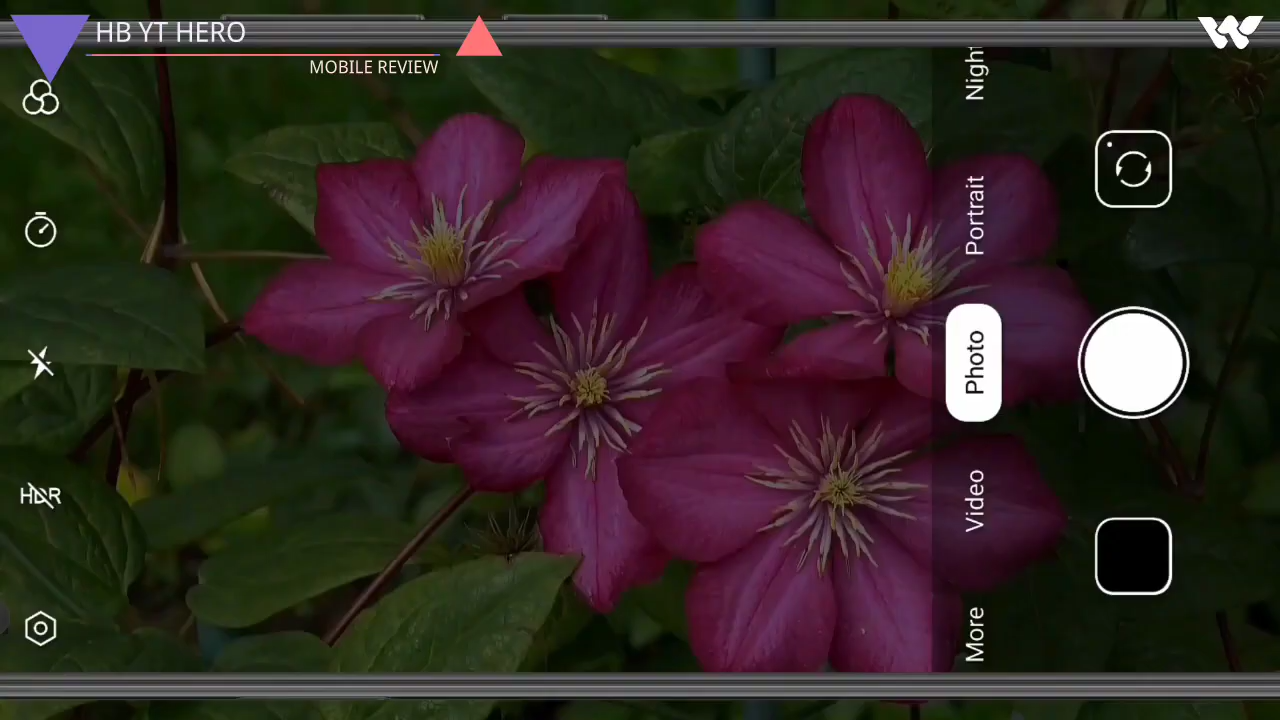 HB YT HERO
MOBILE REVIEW
Night
Portrait
Photo
Video
More
HDR